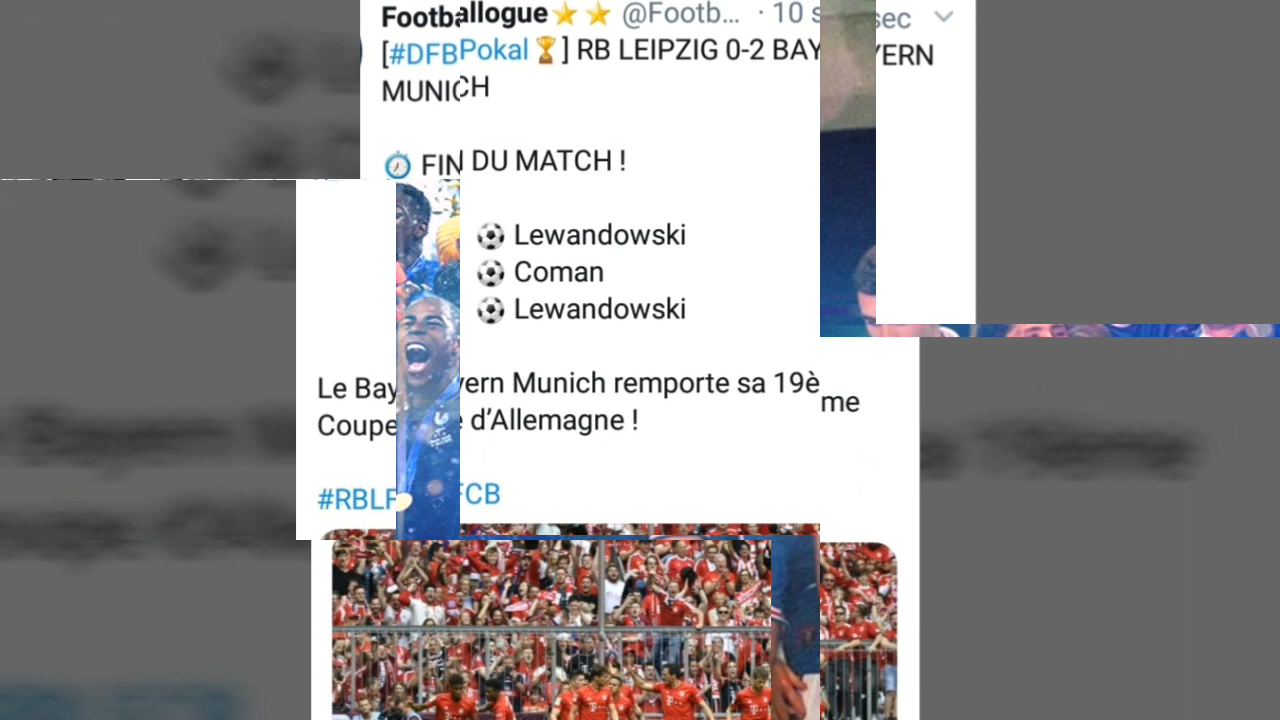 Footballogue⭐⭐ @Footb... · 10 sec
[#DFBPokal🏆] RB LEIPZIG 0-2 BAYERN
MUNICH
⏱ FIN DU MATCH !
⚽ Lewandowski
⚽ Coman
⚽ Lewandowski
Le Bayern Munich remporte sa 19ème
Coupe d'Allemagne !
#RBLFCB